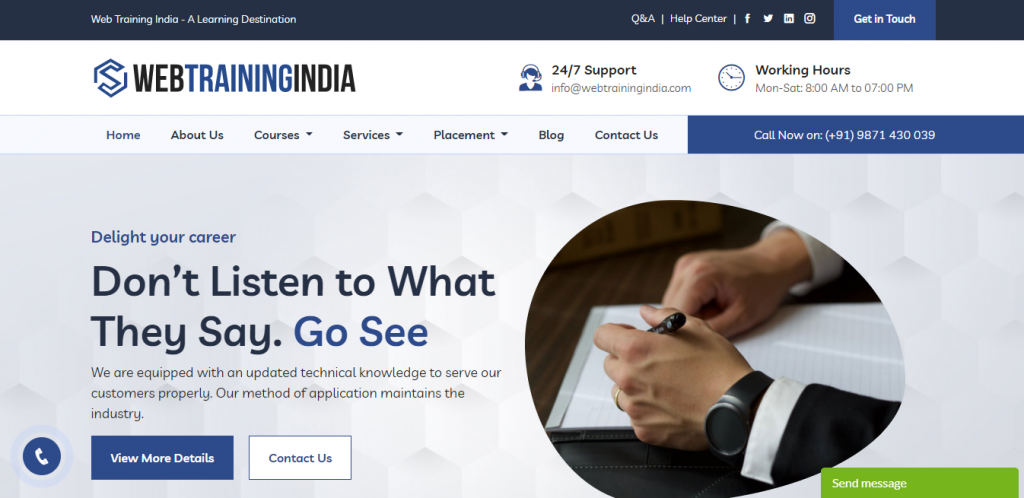 Web Training India - A Learning Destination
Q&A | Help Center |
Get in Touch
WEBTRAININGINDIA
24/7 Support
info@webtrainingindia.com
Working Hours
Mon-Sat: 8:00 AM to 07:00 PM
Home About Us Courses Services Placement Blog Contact Us
Call Now on: (+91) 9871 430 039
Delight your career
Don't Listen to What
They Say. Go See
We are equipped with an updated technical knowledge to serve our
customers properly. Our method of application maintains the
industry.
View More Details Contact Us
Send message